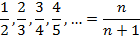 1/2, 2/3, 3/4, 4/5, ... = n/(n + 1)